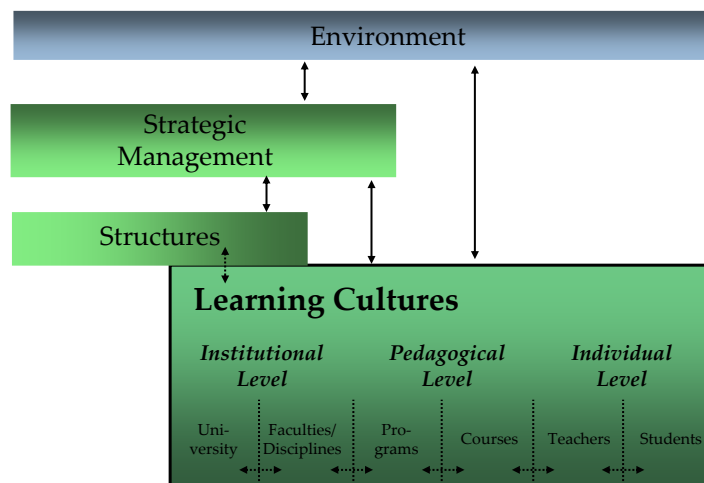 Environment
Strategic
Management
Structures
Learning Cultures
Institutional
Level
Pedagogical
Level
Individual
Level
Uni-
versity
Faculties/
Disciplines
Pro-
grams
Courses
Teachers
Students